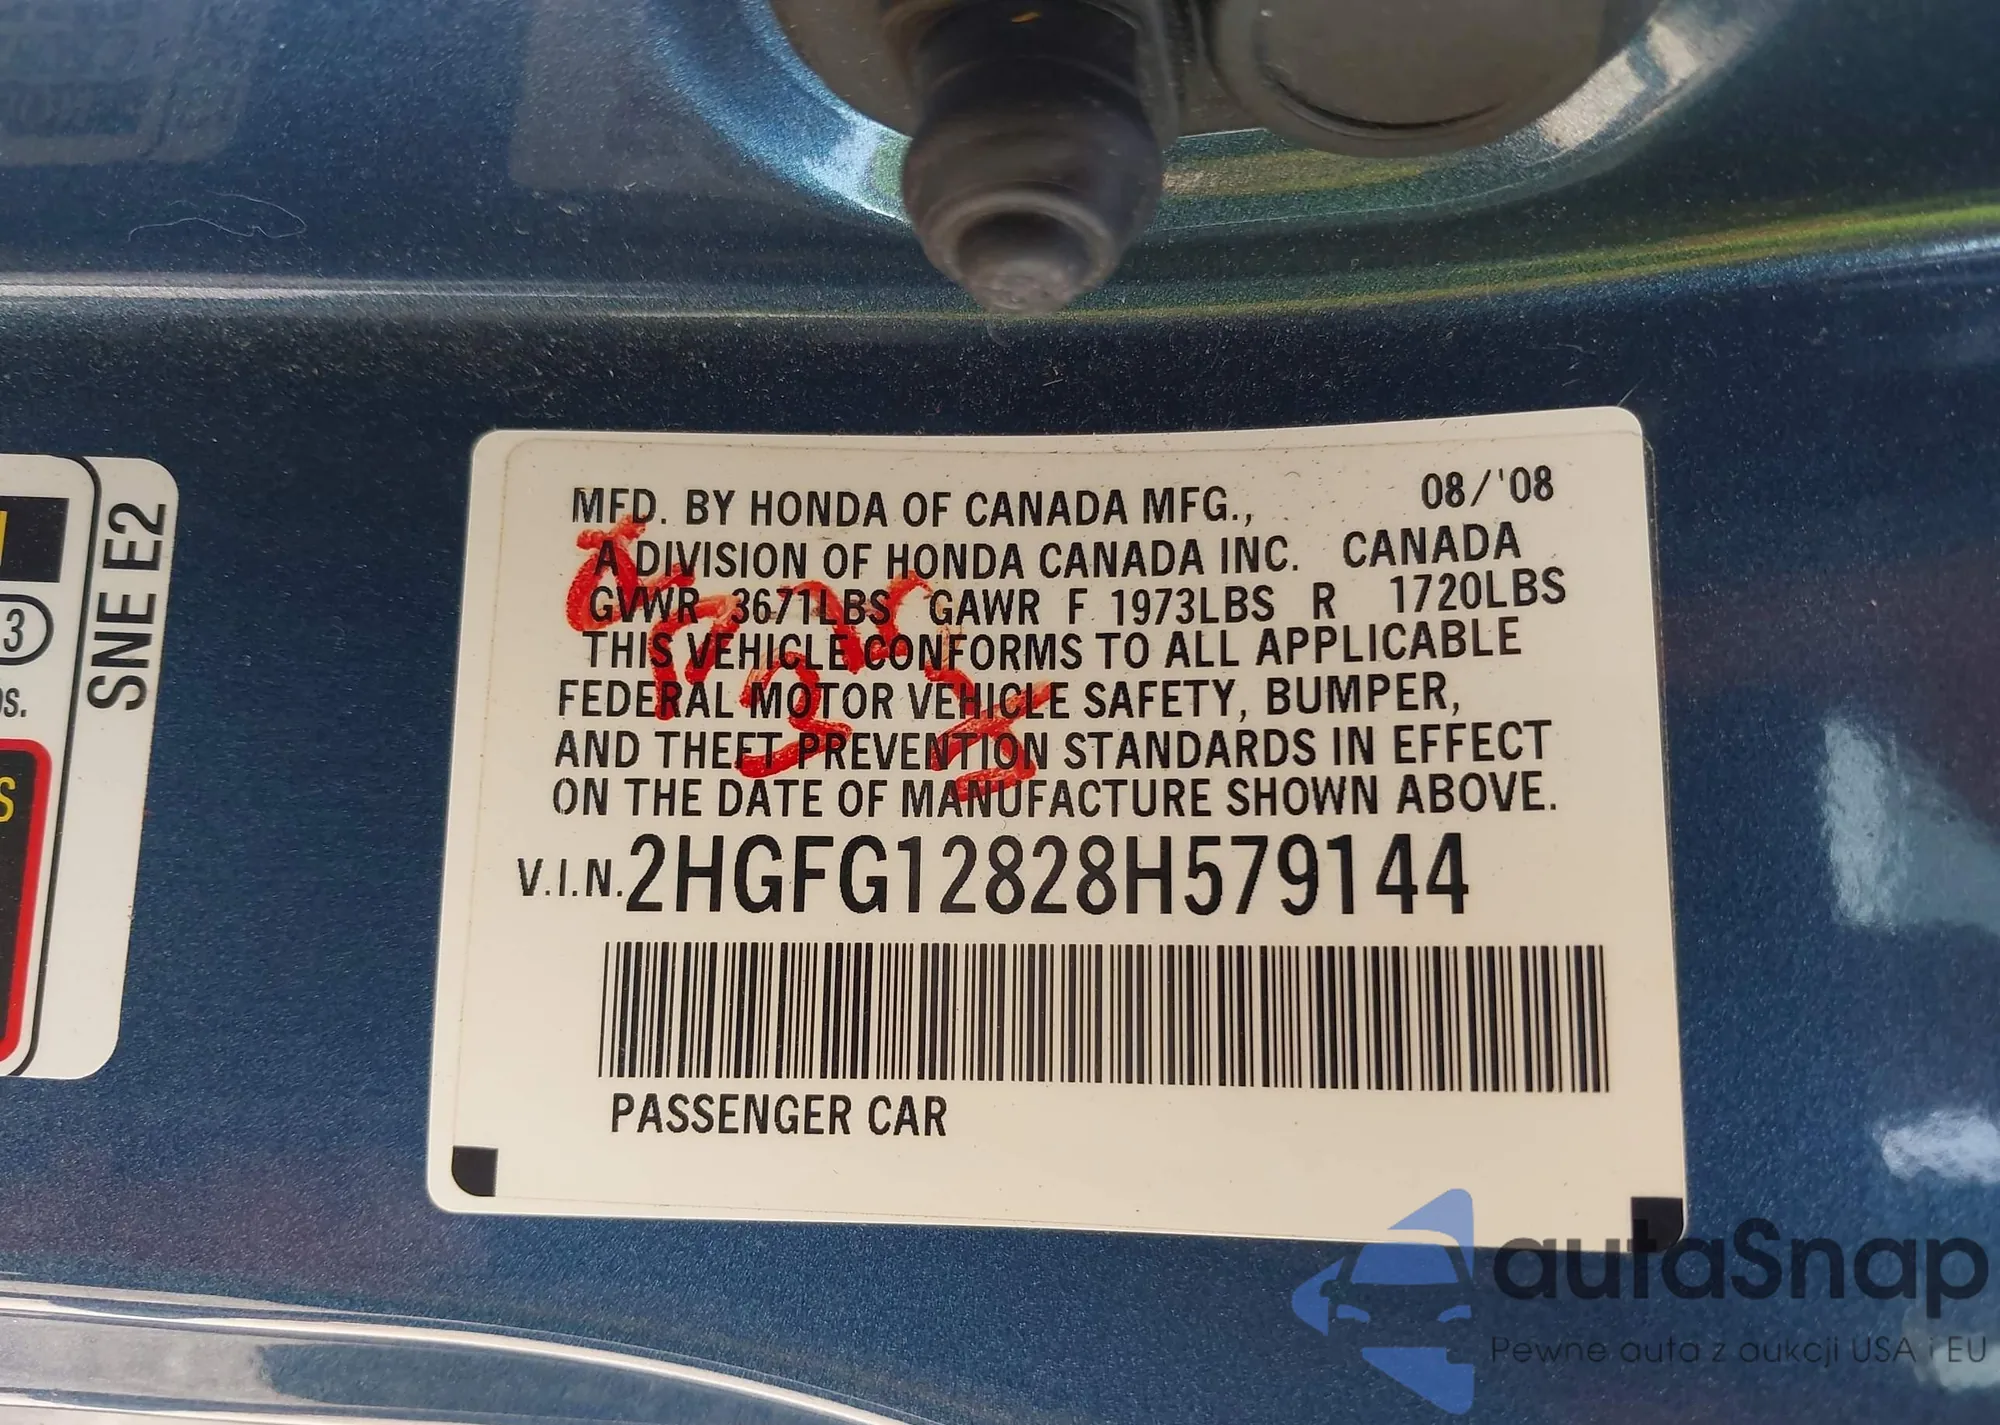 MFD. BY HONDA OF CANADA MFG., 08/'08
A DIVISION OF HONDA CANADA INC. CANADA
GVWR 3671LBS GAWR F 1973LBS R 1720LBS
THIS VEHICLE CONFORMS TO ALL APPLICABLE
FEDERAL MOTOR VEHICLE SAFETY, BUMPER,
AND THEFT PREVENTION STANDARDS IN EFFECT
ON THE DATE OF MANUFACTURE SHOWN ABOVE.
V.I.N. 2HGFG12828H579144
PASSENGER CAR
SNE E2
3
autaSnap
Pewne auta z aukcji USA i EU